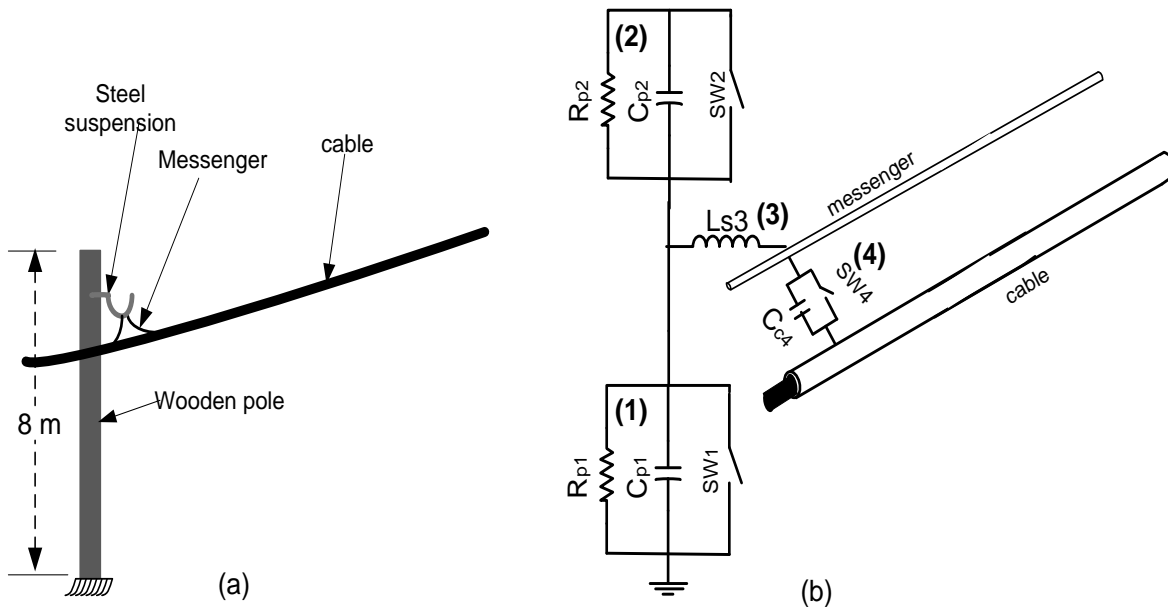 Steel
suspension
Messenger
cable
Wooden pole
8 m
(a)
(2)
Rp2
Cp2
SW2
messenger
Ls3 (3)
(4)
SW4
Cc4
cable
(1)
Rp1
Cp1
SW1
(b)